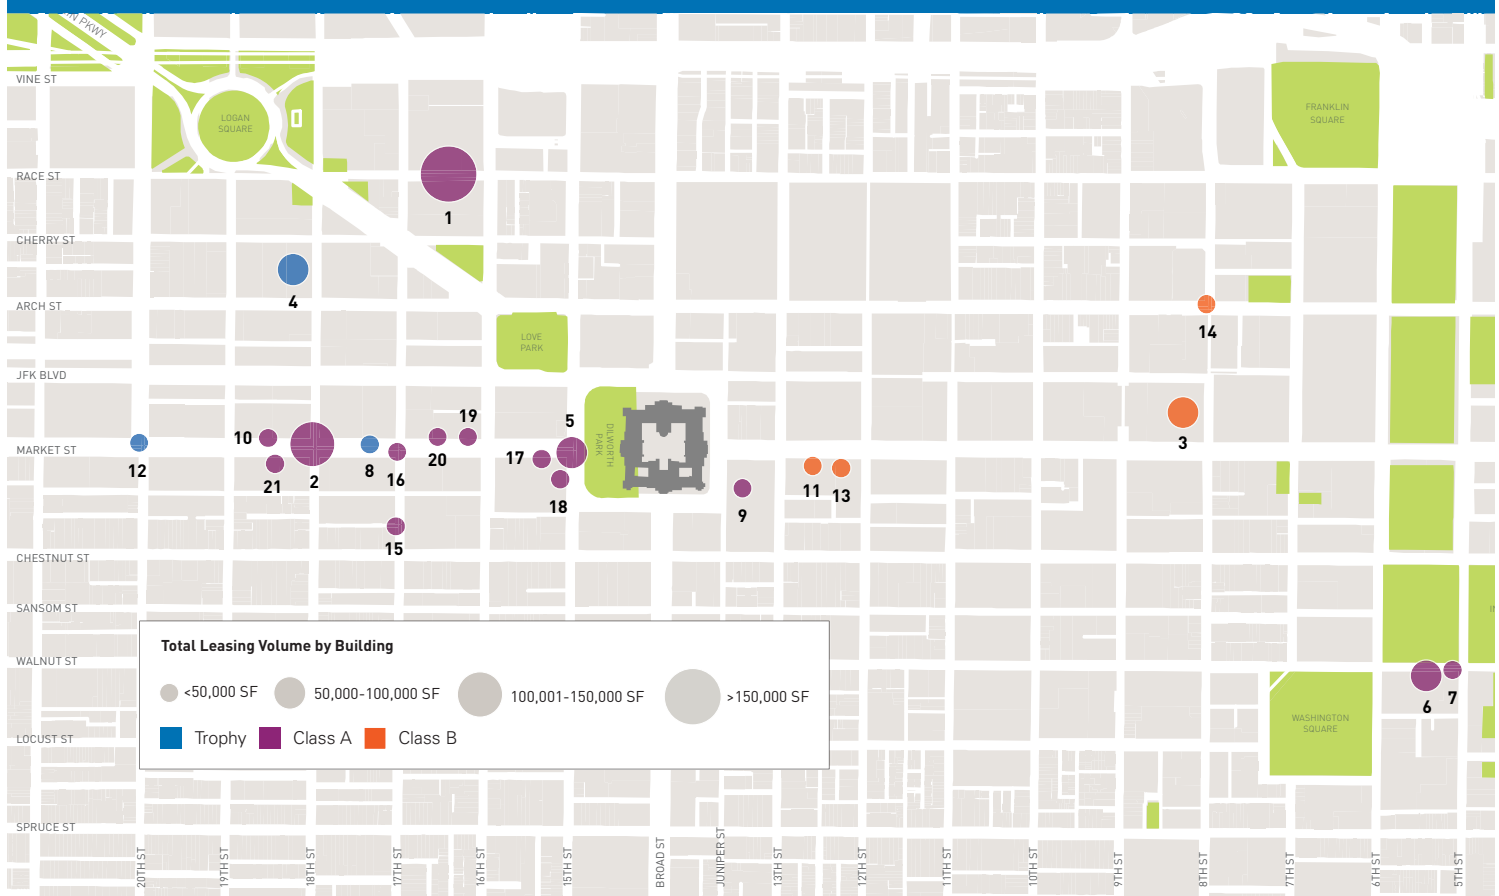 PKWY
VINE ST
LOGAN
SQUARE
FRANKLIN
SQUARE
RACE ST
1
CHERRY ST
4
ARCH ST
14
LOVE
PARK
JFK BLVD
19
5
10
DILWORTH
PARK
3
MARKET ST
12
8
20
17
21
2
16
11
13
18
9
15
CHESTNUT ST
SANSOM ST
Total Leasing Volume by Building
WALNUT ST
<50,000 SF
50,000-100,000 SF
100,001-150,000 SF
>150,000 SF
6
7
WASHINGTON
SQUARE
LOCUST ST
Trophy
Class A
Class B
SPRUCE ST
20TH ST
19TH ST
18TH ST
17TH ST
16TH ST
15TH ST
BROAD ST
JUNIPER ST
13TH ST
12TH ST
11TH ST
10TH ST
9TH ST
8TH ST
7TH ST
6TH ST
5TH ST